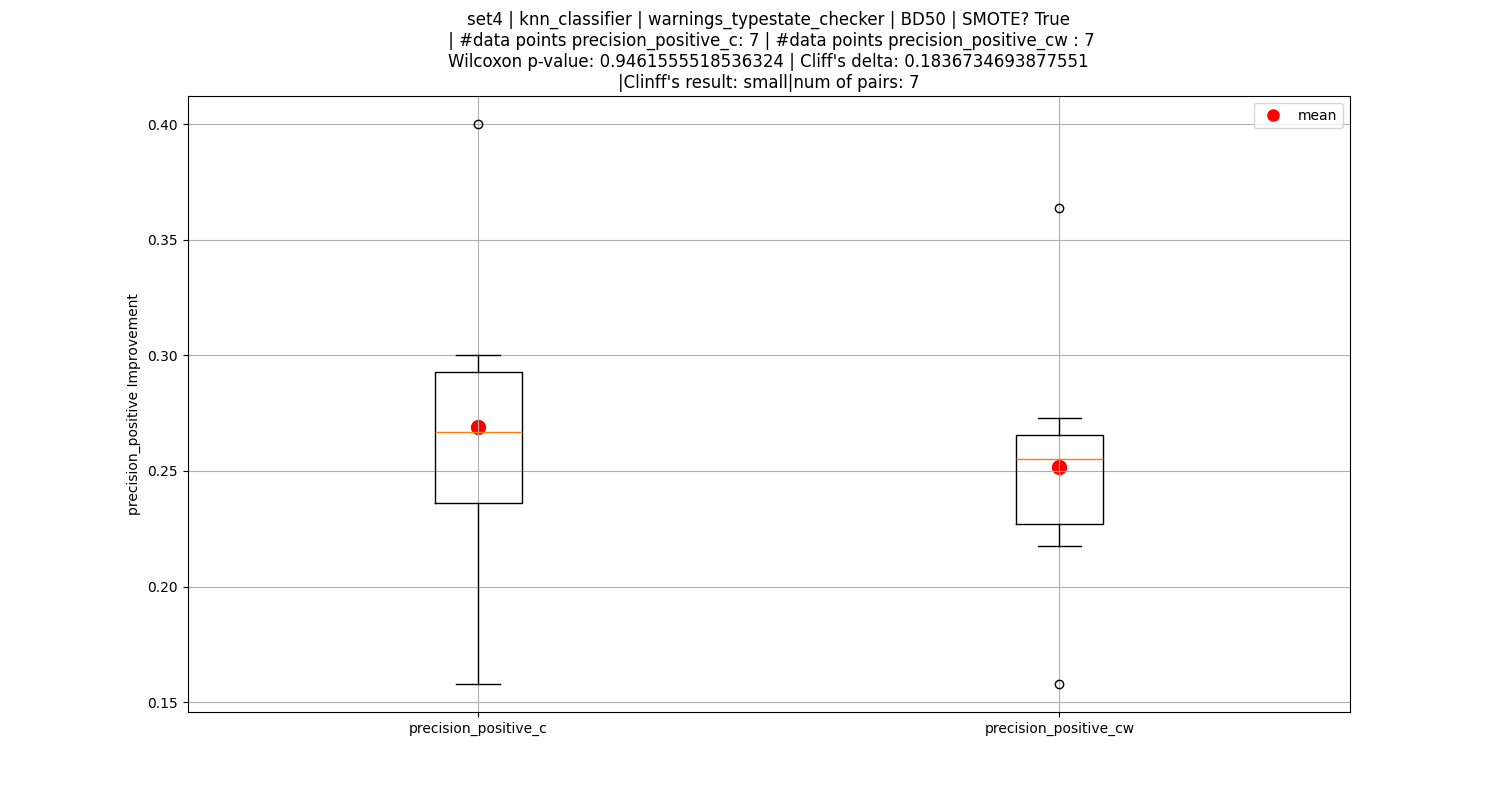 set4 | knn_classifier | warnings_typestate_checker | BD50 | SMOTE? True
| #data points precision_positive_c: 7 | #data points precision_positive_cw : 7
Wilcoxon p-value: 0.9461555518536324 | Cliff's delta: 0.1836734693877551
|Clinff's result: small|num of pairs: 7
mean
0.40
0.35
0.30
0.25
0.20
0.15
precision_positive Improvement
precision_positive_c
precision_positive_cw